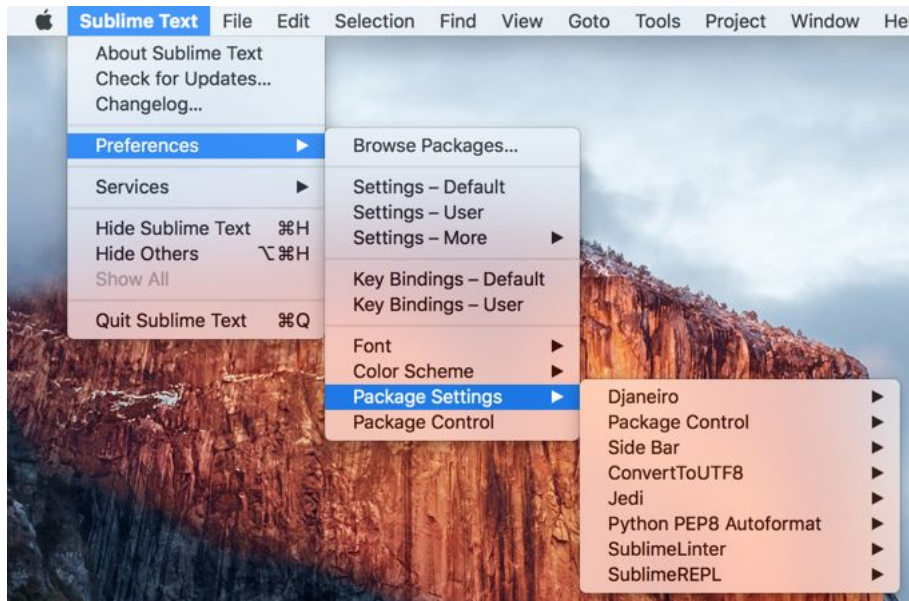 Sublime Text File Edit Selection Find View Goto Tools Project Window He
About Sublime Text
Check for Updates...
Changelog...
Preferences ▶
Services ▶
Hide Sublime Text ⌘H
Hide Others ⌥⌘H
Show All
Quit Sublime Text ⌘Q
Browse Packages...
Settings – Default
Settings – User
Settings – More ▶
Key Bindings – Default
Key Bindings – User
Font ▶
Color Scheme ▶
Package Settings ▶
Package Control
Djaneiro ▶
Package Control ▶
Side Bar ▶
ConvertToUTF8 ▶
Jedi ▶
Python PEP8 Autoformat ▶
SublimeLinter ▶
SublimeREPL ▶